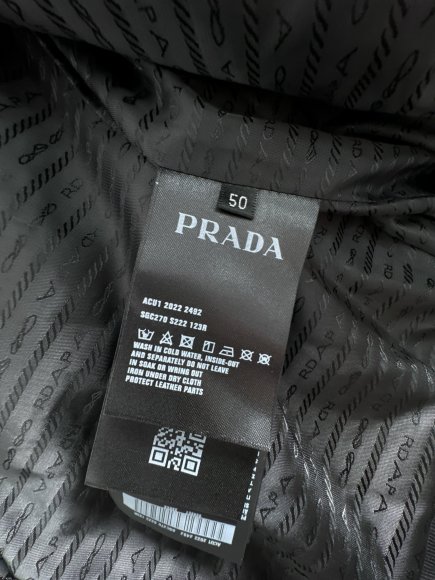 50
PRADA
ACU1 2022 2492
SGC270 S222 123R
WASH IN COLD WATER, INSIDE-OUT
AND SEPARATELY DO NOT LEAVE
IN SOAK OR WRING OUT
IRON UNDER DRY CLOTH
PROTECT LEATHER PARTS